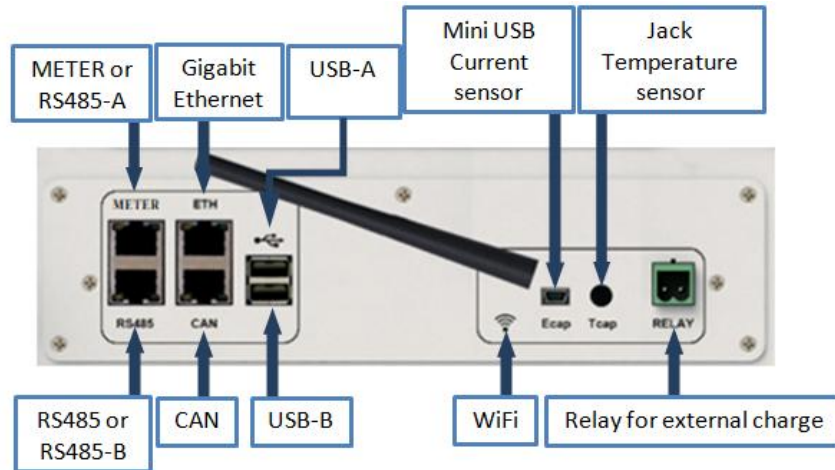 METER or
RS485-A
Gigabit
Ethernet
USB-A
Mini USB
Current
sensor
Jack
Temperature
sensor
METER
ETH
RS485
CAN
Ecap
Tcap
RELAY
RS485 or
RS485-B
CAN
USB-B
WiFi
Relay for external charge